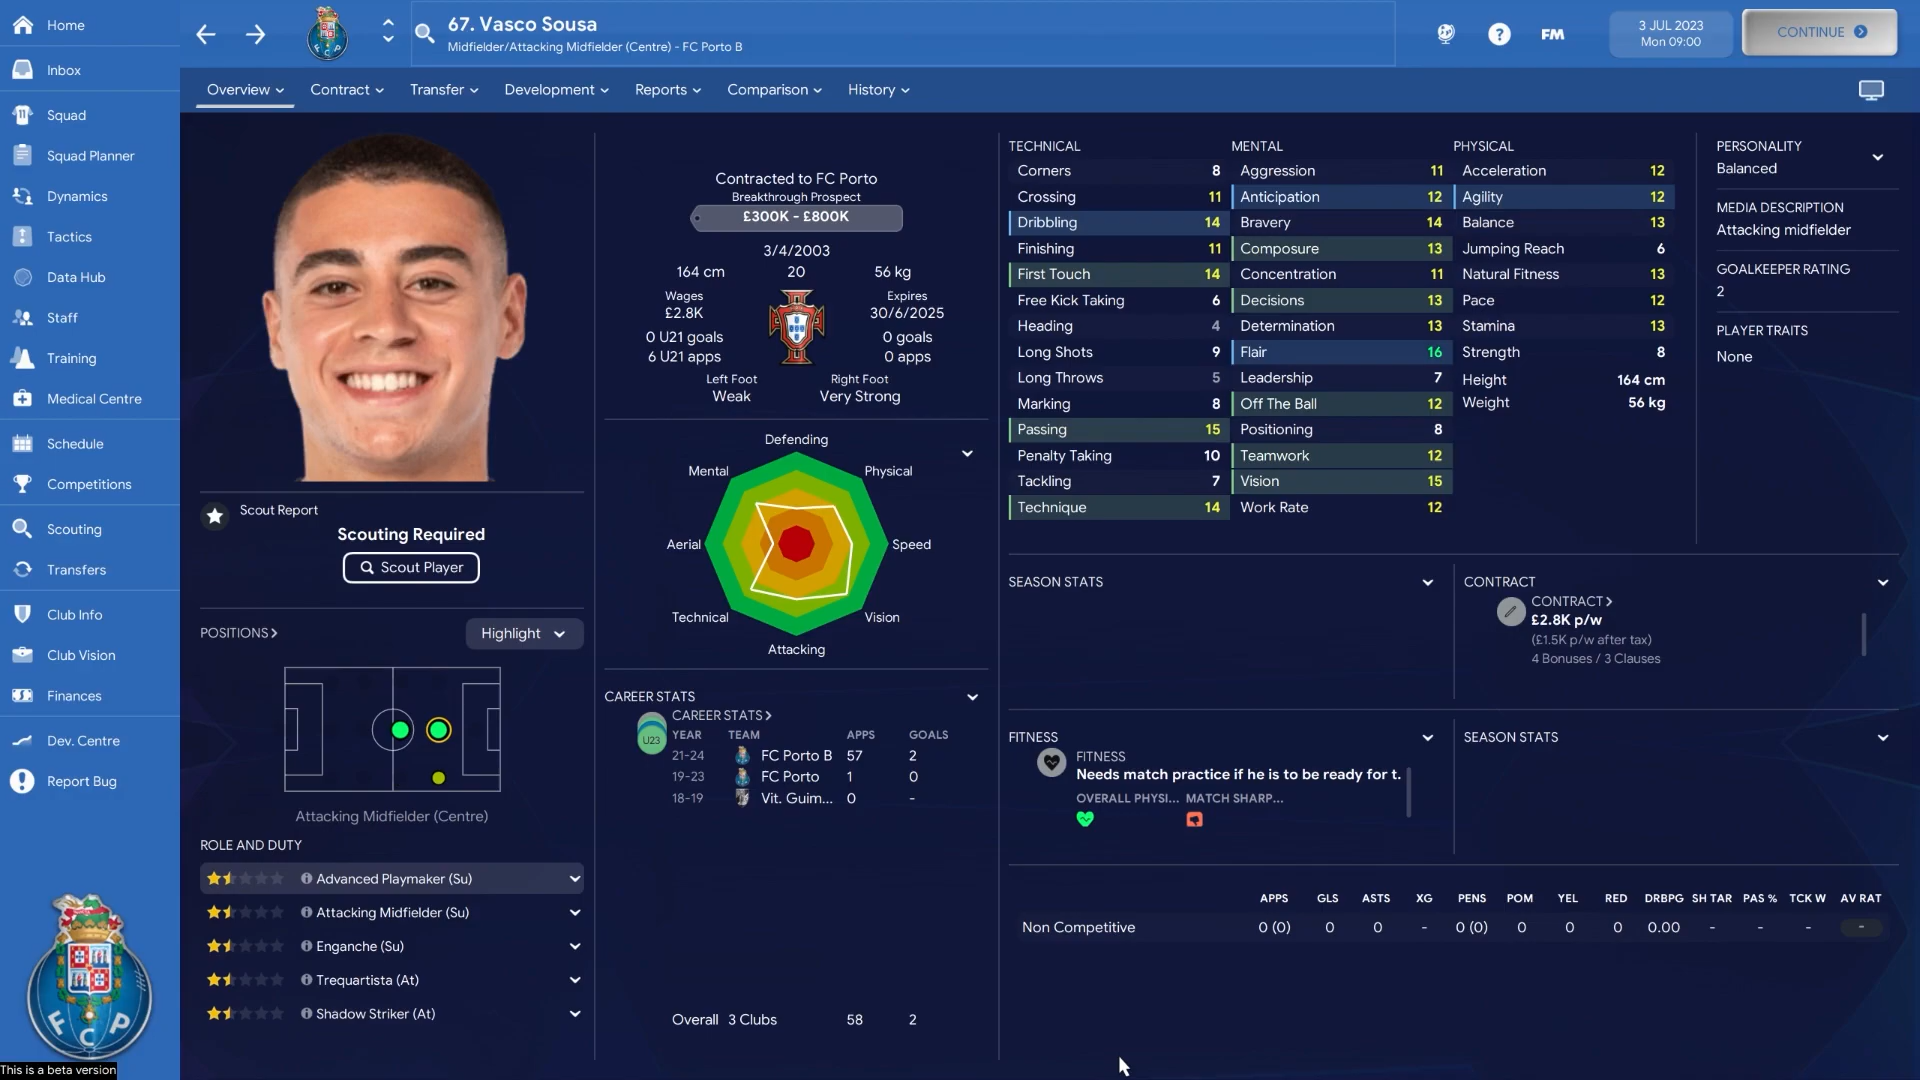 Home
Inbox
Squad
Squad Planner
Dynamics
Tactics
Data Hub
Staff
Training
Medical Centre
Schedule
Competitions
Scouting
Transfers
Club Info
Club Vision
Finances
Dev. Centre
Report Bug
FCP
This is a beta version
67. Vasco Sousa
Midfielder/Attacking Midfielder (Centre) - FC Porto B
?
FM
3 JUL 2023
Mon 09:00
CONTINUE
Overview
Contract
Transfer
Development
Reports
Comparison
History
Scout Report
Scouting Required
Scout Player
POSITIONS
Highlight
Attacking Midfielder (Centre)
ROLE AND DUTY
Advanced Playmaker (Su)
Attacking Midfielder (Su)
Enganche (Su)
Trequartista (At)
Shadow Striker (At)
Contracted to FC Porto
Breakthrough Prospect
£300K - £800K
3/4/2003
164 cm 20 56 kg
Wages Expires
£2.8K 30/6/2025
0 U21 goals 0 goals
6 U21 apps 0 apps
Left Foot Right Foot
Weak Very Strong
Defending
Mental Physical
Aerial Speed
Technical Vision
Attacking
CAREER STATS
CAREER STATS
U23
YEAR TEAM APPS GOALS
21-24 FC Porto B 57 2
19-23 FC Porto 1 0
18-19 Vit. Guim... 0 -
Overall 3 Clubs 58 2
TECHNICAL
Corners 8
Crossing 11
Dribbling 14
Finishing 11
First Touch 14
Free Kick Taking 6
Heading 4
Long Shots 9
Long Throws 5
Marking 8
Passing 15
Penalty Taking 10
Tackling 7
Technique 14
MENTAL
Aggression 11
Anticipation 12
Bravery 14
Composure 13
Concentration 11
Decisions 13
Determination 13
Flair 16
Leadership 7
Off The Ball 12
Positioning 8
Teamwork 12
Vision 15
Work Rate 12
PHYSICAL
Acceleration 12
Agility 12
Balance 13
Jumping Reach 6
Natural Fitness 13
Pace 12
Stamina 13
Strength 8
Height 164 cm
Weight 56 kg
PERSONALITY
Balanced
MEDIA DESCRIPTION
Attacking midfielder
GOALKEEPER RATING
2
PLAYER TRAITS
None
SEASON STATS
CONTRACT
CONTRACT
£2.8K p/w
(£1.5K p/w after tax)
4 Bonuses / 3 Clauses
FITNESS
FITNESS
Needs match practice if he is to be ready for t.
OVERALL PHYSI... MATCH SHARP...
SEASON STATS
APPS GLS ASTS XG PENS POM YEL RED DRBPG SH TAR PAS % TCK W AV RAT
Non Competitive 0 (0) 0 0 - 0 (0) 0 0 0 0.00 - - - -